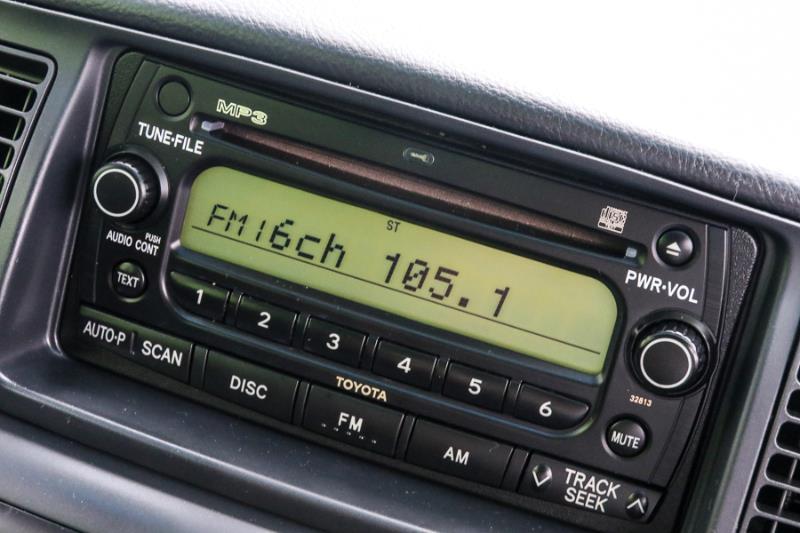 MP3
TUNE•FILE
PUSH
AUDIO CONT
TEXT
ST
FM16ch 105.1
PWR•VOL
1 2 3 4 5 6
AUTO•P SCAN
DISC
TOYOTA
FM
AM
32813
MUTE
TRACK
SEEK